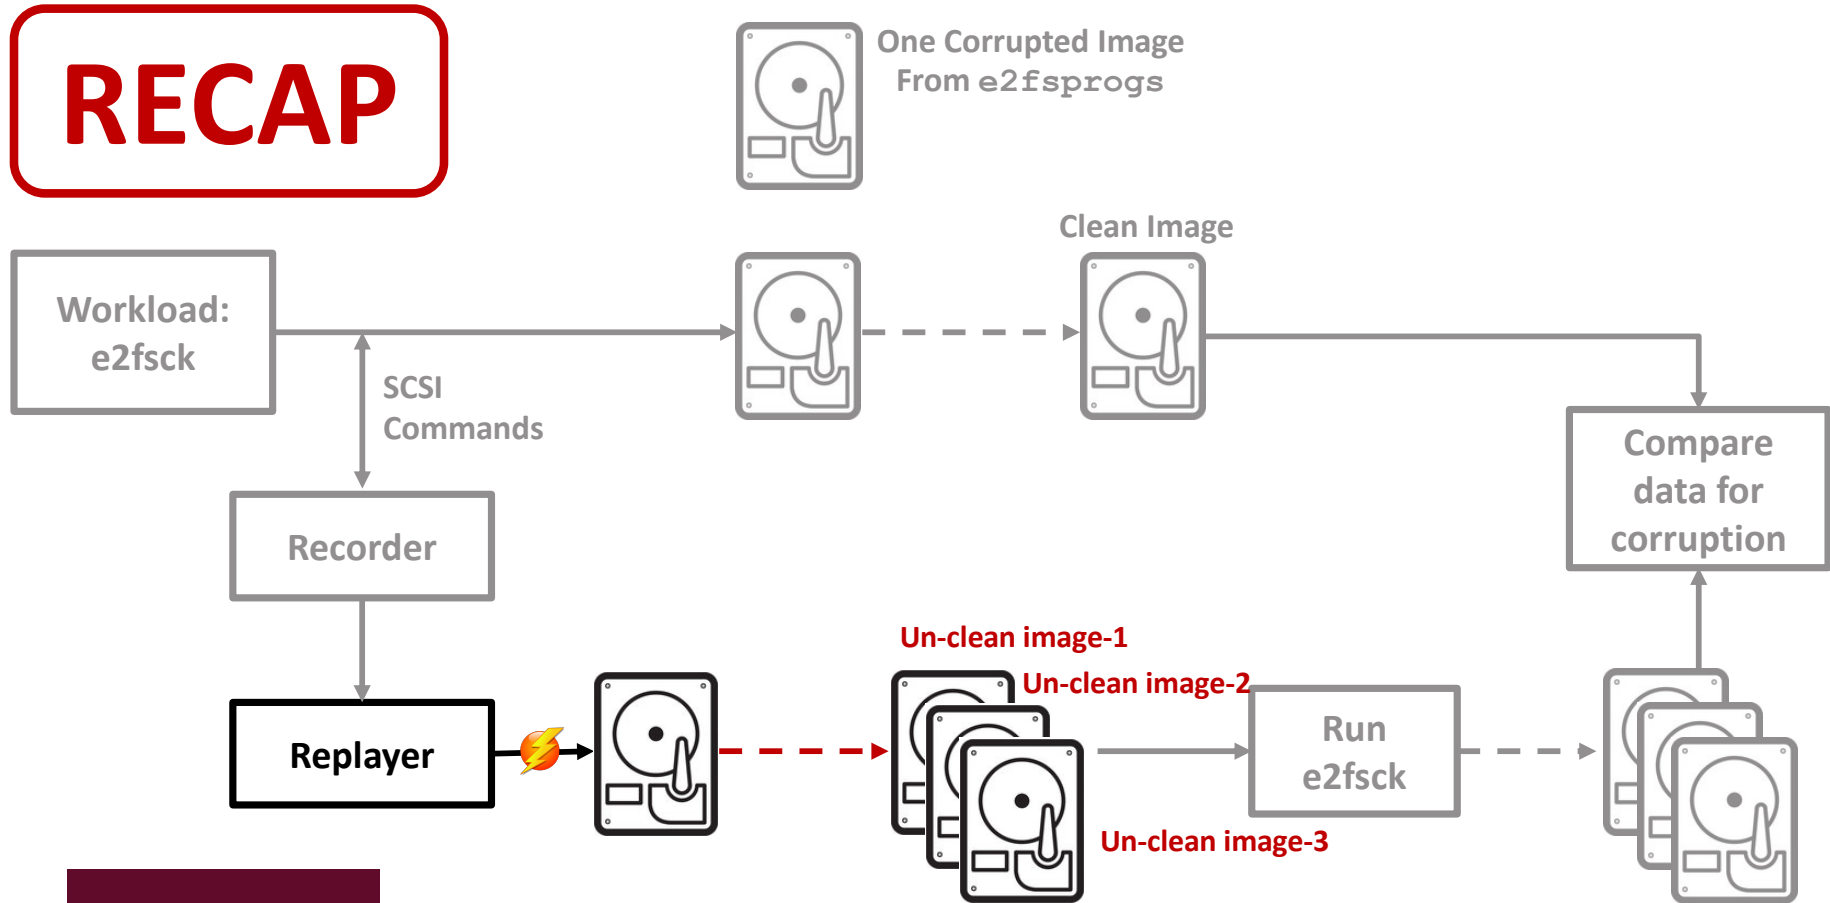 RECAP
One Corrupted Image
From e2fsprogs
Clean Image
Workload:
e2fsck
SCSI
Commands
Compare
data for
corruption
Recorder
Un-clean image-1
Un-clean image-2
Replayer
Run
e2fsck
Un-clean image-3